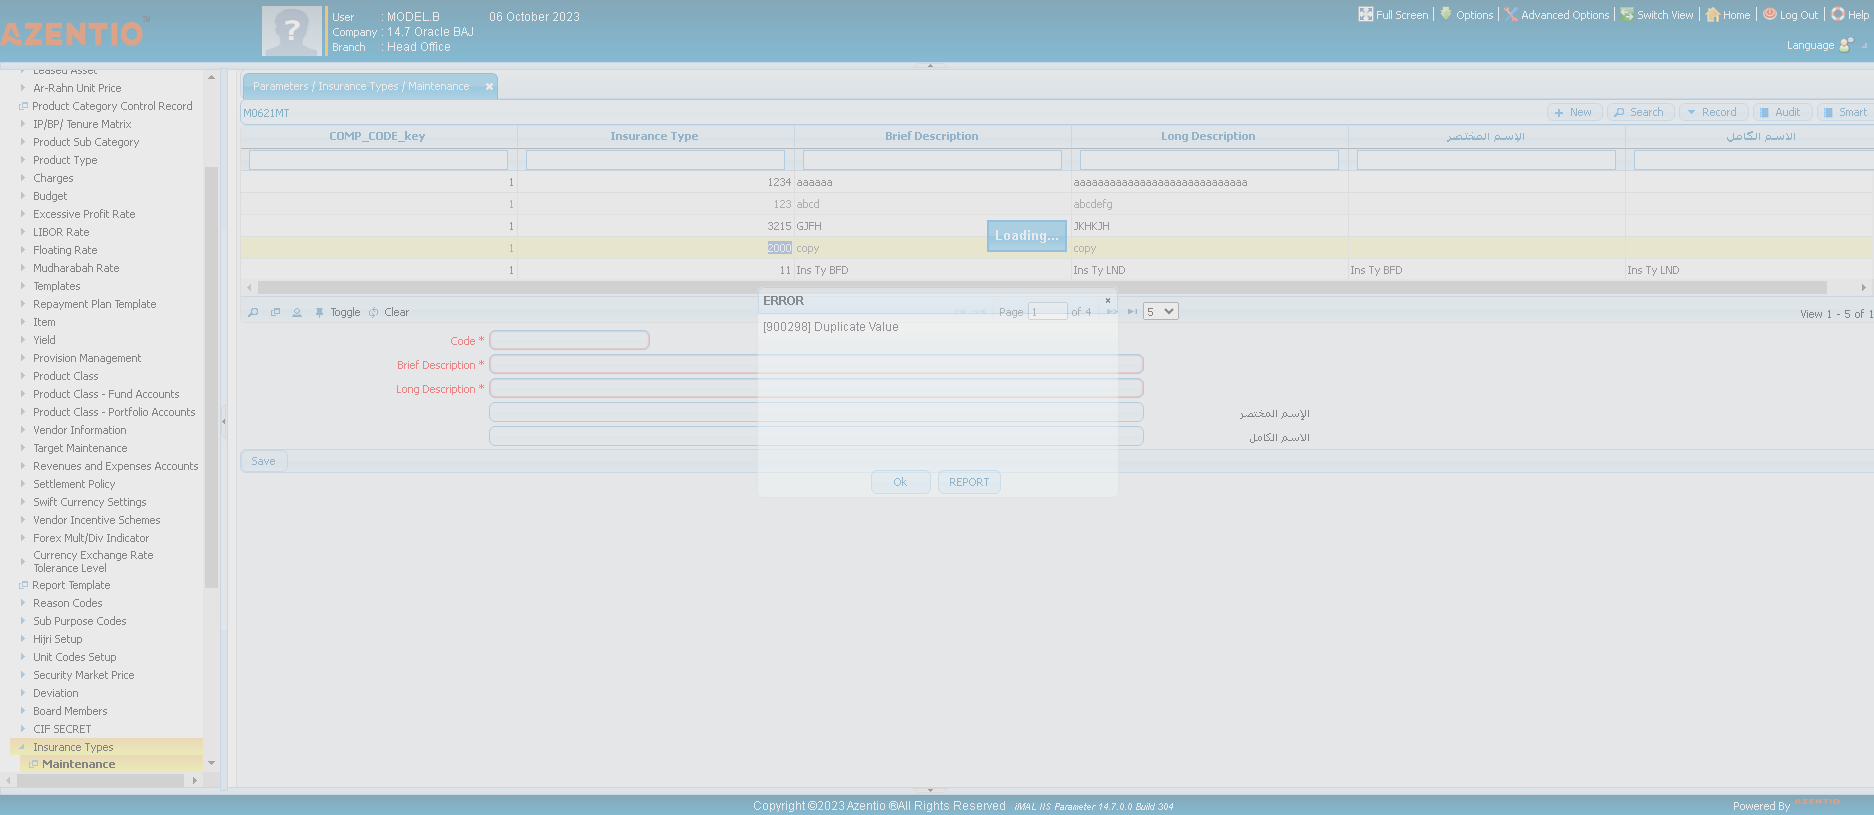 AZENTIO™
User : MODEL.B 06 October 2023
Company : 14.7 Oracle BAJ
Branch : Head Office
Full Screen Options Advanced Options Switch View Home Log Out Help
Language
Leased Asset
Ar-Rahn Unit Price
Product Category Control Record
IP/BP/ Tenure Matrix
Product Sub Category
Product Type
Charges
Budget
Excessive Profit Rate
LIBOR Rate
Floating Rate
Mudharabah Rate
Templates
Repayment Plan Template
Item
Yield
Provision Management
Product Class
Product Class - Fund Accounts
Product Class - Portfolio Accounts
Vendor Information
Target Maintenance
Revenues and Expenses Accounts
Settlement Policy
Swift Currency Settings
Vendor Incentive Schemes
Forex Mult/Div Indicator
Currency Exchange Rate
Tolerance Level
Report Template
Reason Codes
Sub Purpose Codes
Hijri Setup
Unit Codes Setup
Security Market Price
Deviation
Board Members
CIF SECRET
Insurance Types
Maintenance
Parameters / Insurance Types / Maintenance
M0621MT New Search Record Audit Smart
COMP_CODE_key Insurance Type Brief Description Long Description الإسم المختصر الاسم الكامل
1 1234 aaaaaa aaaaaaaaaaaaaaaaaaaaaaaaaaaaa
1 123 abcd abcdefg
1 3215 GJFH JKHKJH
Loading...
1 2000 copy copy
1 11 Ins Ty BFD Ins Ty LND Ins Ty BFD Ins Ty LND
Toggle Clear Page 1 of 4 5 View 1 - 5 of 1
ERROR
[900298] Duplicate Value
Ok REPORT
Code *
Brief Description *
Long Description *
الإسم المختصر
الاسم الكامل
Save
Copyright ©2023 Azentio ®All Rights Reserved iMAL IIS Parameter 14.7.0.0 Build 304
Powered By AZENTIO